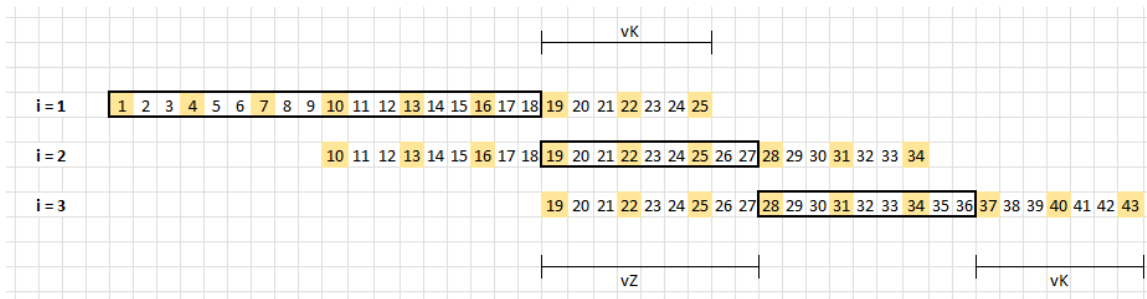 vK
i = 1 1 2 3 4 5 6 7 8 9 10 11 12 13 14 15 16 17 18 19 20 21 22 23 24 25
i = 2 10 11 12 13 14 15 16 17 18 19 20 21 22 23 24 25 26 27 28 29 30 31 32 33 34
i = 3 19 20 21 22 23 24 25 26 27 28 29 30 31 32 33 34 35 36 37 38 39 40 41 42 43
vZ vK